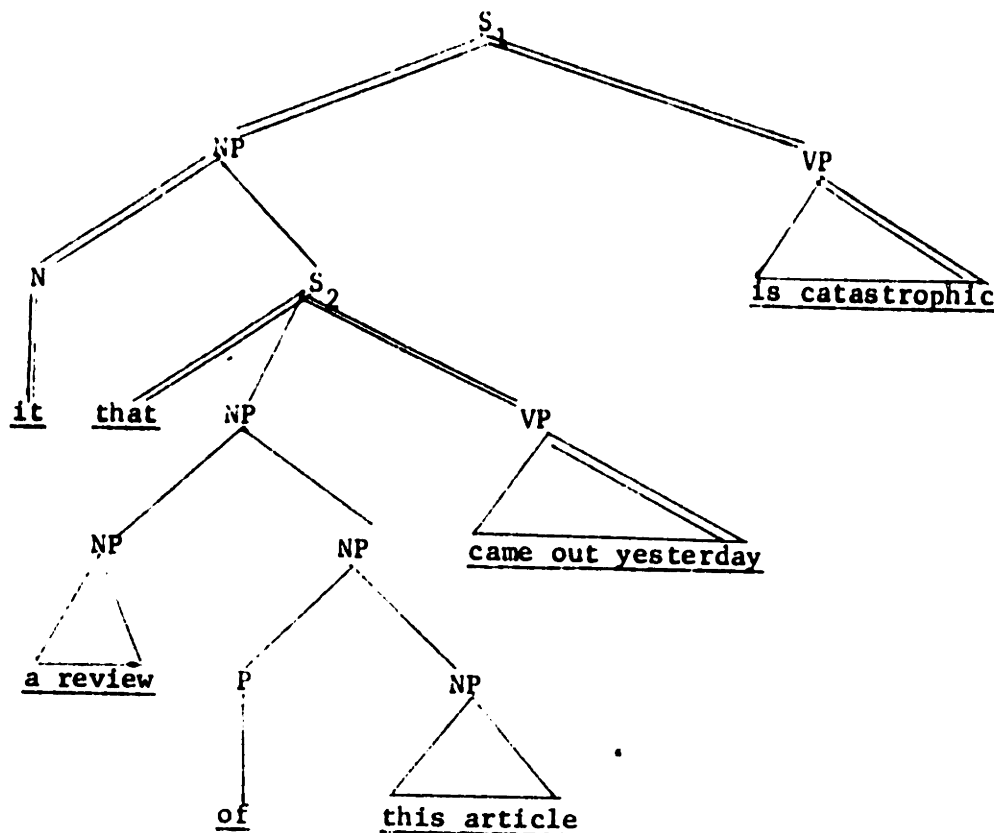 S1
NP VP
N S2 is catastrophic
it that NP VP
NP NP came out yesterday
a review P NP
of this article